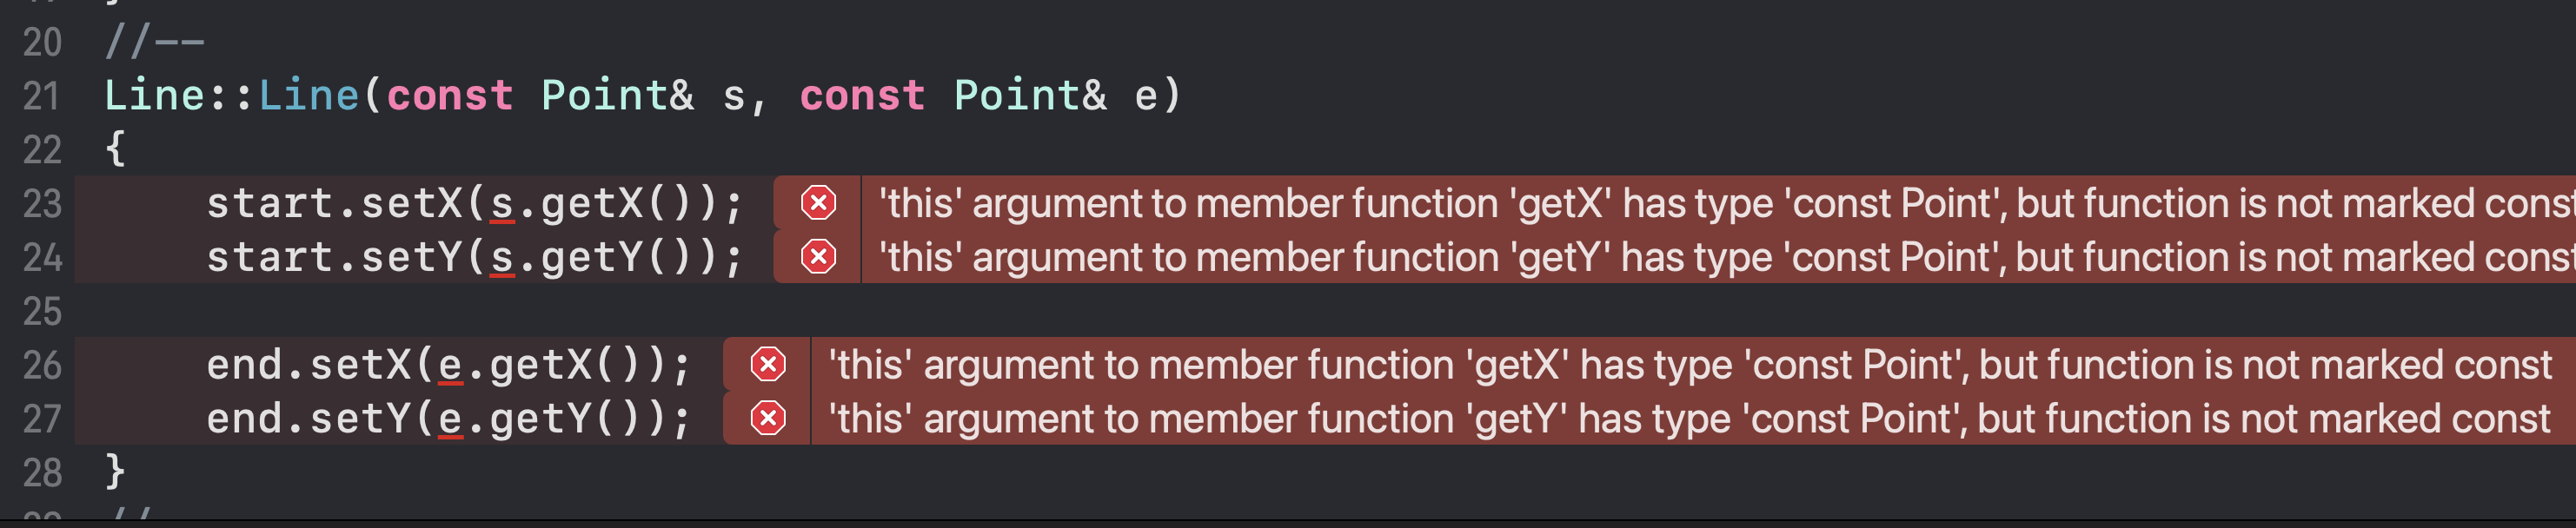 20 //--
21 Line::Line(const Point& s, const Point& e)
22 {
23 start.setX(s.getX()); 'this' argument to member function 'getX' has type 'const Point', but function is not marked const
24 start.setY(s.getY()); 'this' argument to member function 'getY' has type 'const Point', but function is not marked const
25
26 end.setX(e.getX()); 'this' argument to member function 'getX' has type 'const Point', but function is not marked const
27 end.setY(e.getY()); 'this' argument to member function 'getY' has type 'const Point', but function is not marked const
28 }
//